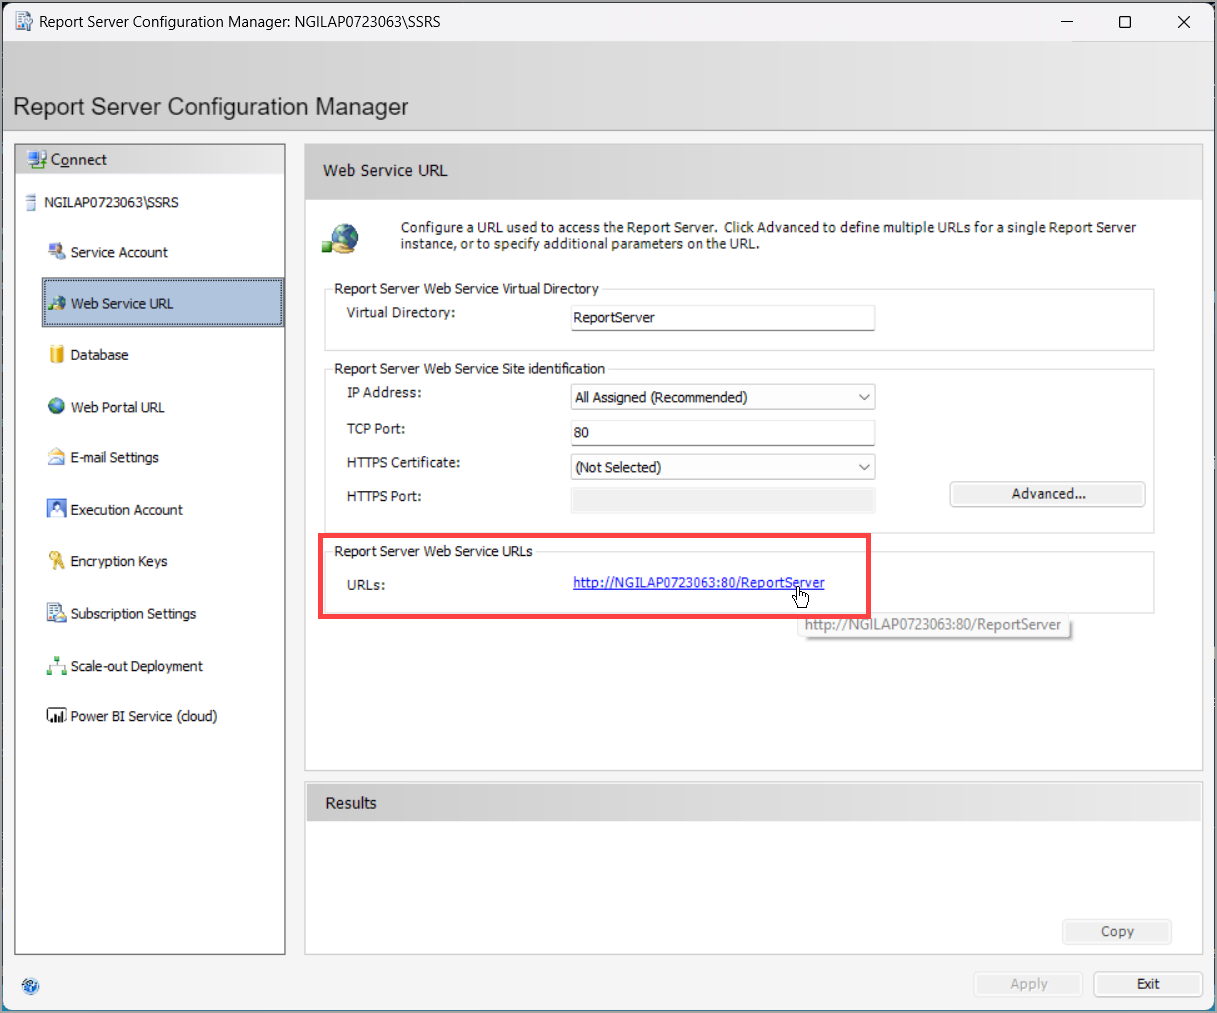 Report Server Configuration Manager: NGILAP0723063\SSRS
Report Server Configuration Manager
Connect
NGILAP0723063\SSRS
Service Account
Web Service URL
Database
Web Portal URL
E-mail Settings
Execution Account
Encryption Keys
Subscription Settings
Scale-out Deployment
Power BI Service (cloud)
Web Service URL
Configure a URL used to access the Report Server. Click Advanced to define multiple URLs for a single Report Server
instance, or to specify additional parameters on the URL.
Report Server Web Service Virtual Directory
Virtual Directory: ReportServer
Report Server Web Service Site identification
IP Address: All Assigned (Recommended)
TCP Port: 80
HTTPS Certificate: (Not Selected)
HTTPS Port:
Advanced...
Report Server Web Service URLs
URLs: http://NGILAP0723063:80/ReportServer
http://NGILAP0723063:80/ReportServer
Results
Copy
Apply Exit